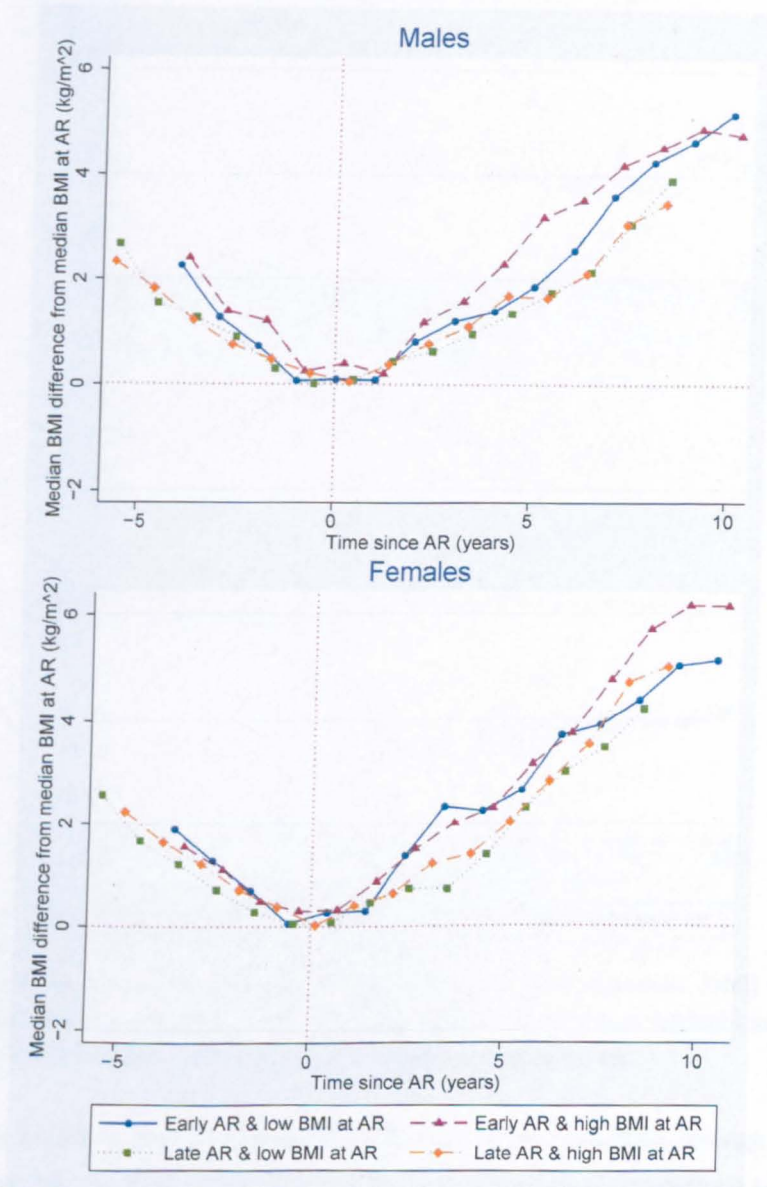 Males
Median BMI difference from median BMI at AR (kg/m^2)
6
4
2
0
−2
−5
0
5
10
Time since AR (years)
Females
Median BMI difference from median BMI at AR (kg/m^2)
6
4
2
0
−2
−5
0
5
10
Time since AR (years)
Early AR & low BMI at AR
Early AR & high BMI at AR
Late AR & low BMI at AR
Late AR & high BMI at AR